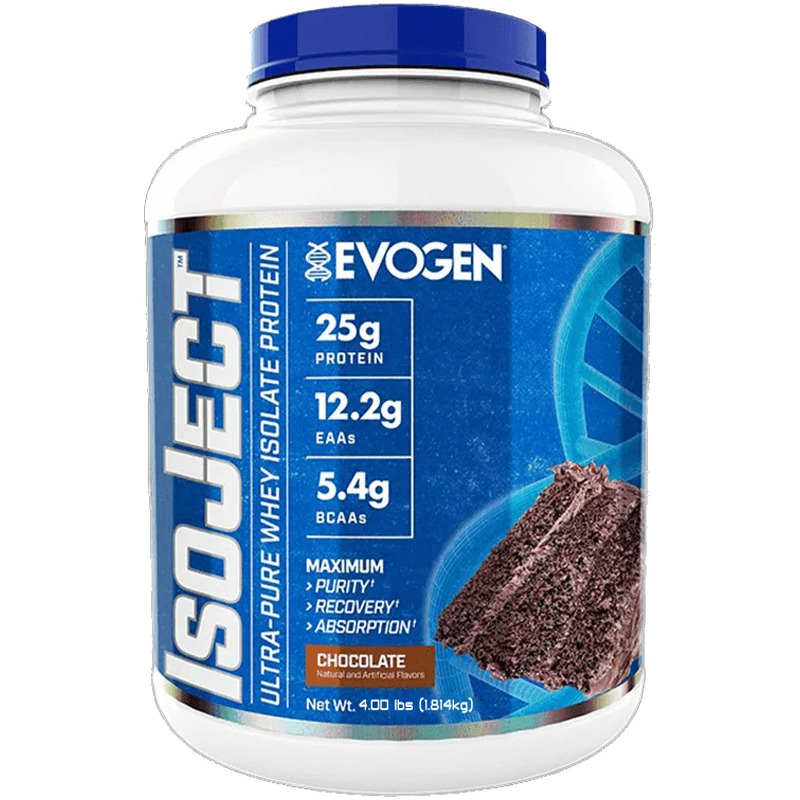 ISOJECT™
ULTRA-PURE WHEY ISOLATE PROTEIN
EVOGEN®
25g
PROTEIN
12.2g
EAAs
5.4g
BCAAs
MAXIMUM
> PURITY†
> RECOVERY†
> ABSORPTION†
CHOCOLATE
Natural and Artificial Flavors
Net Wt. 4.00 lbs (1.814kg)